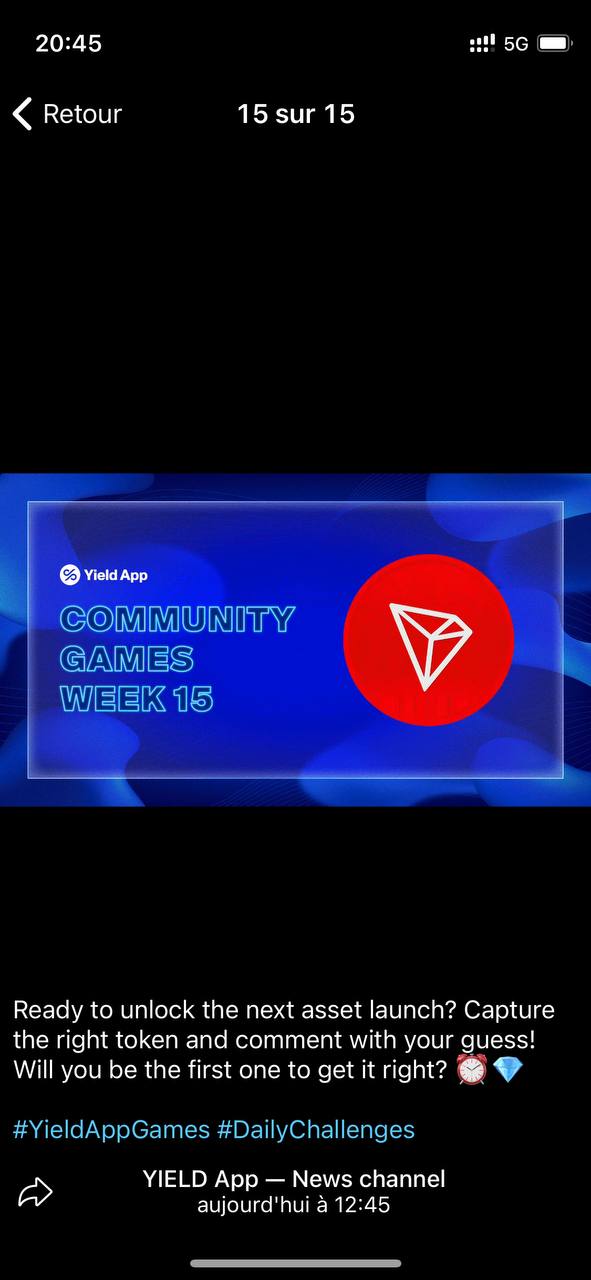 20:45
5G
Retour
15 sur 15
Yield App
COMMUNITY
GAMES
WEEK 15
Ready to unlock the next asset launch? Capture
the right token and comment with your guess!
Will you be the first one to get it right? ⏰💎
#YieldAppGames #DailyChallenges
YIELD App — News channel
aujourd'hui à 12:45